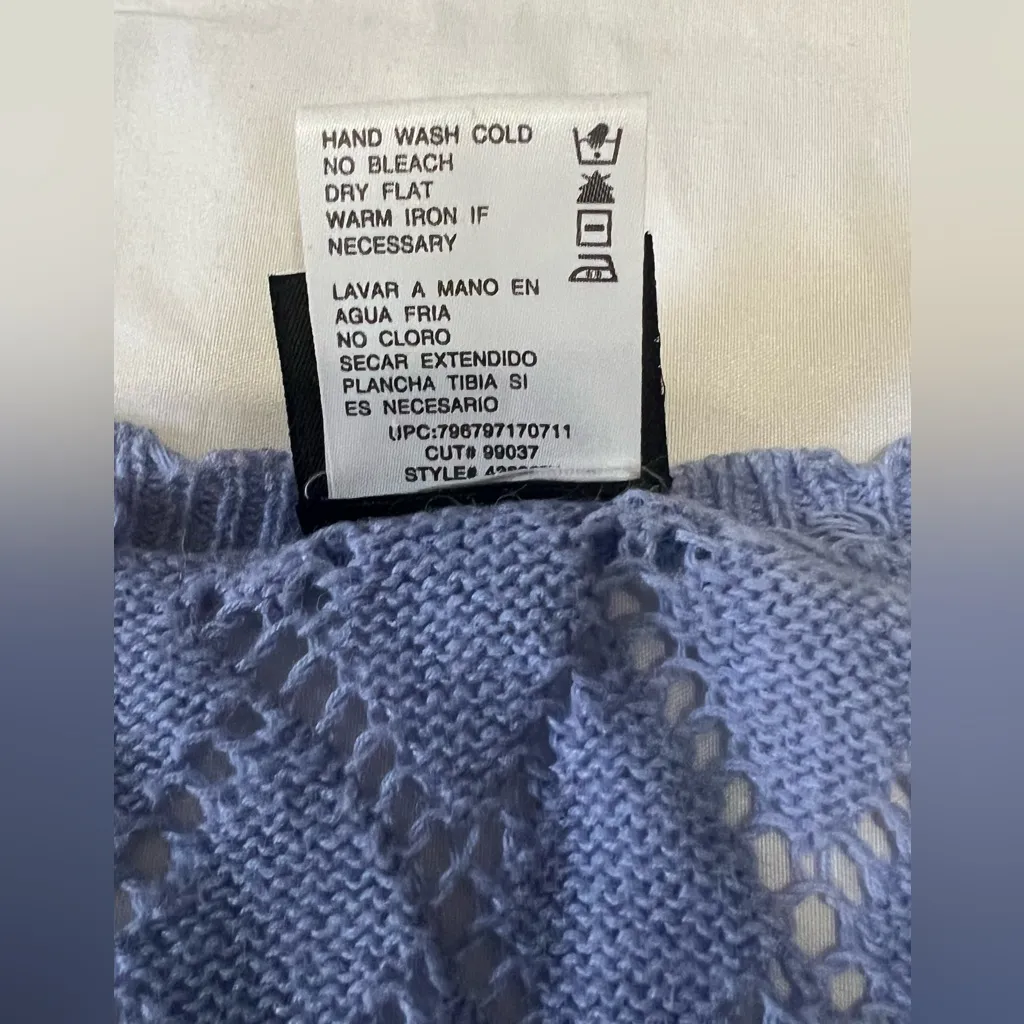 HAND WASH COLD
NO BLEACH
DRY FLAT
WARM IRON IF
NECESSARY
LAVAR A MANO EN
AGUA FRIA
NO CLORO
SECAR EXTENDIDO
PLANCHA TIBIA SI
ES NECESARIO
UPC:796797170711
CUT# 99037
STYLE#